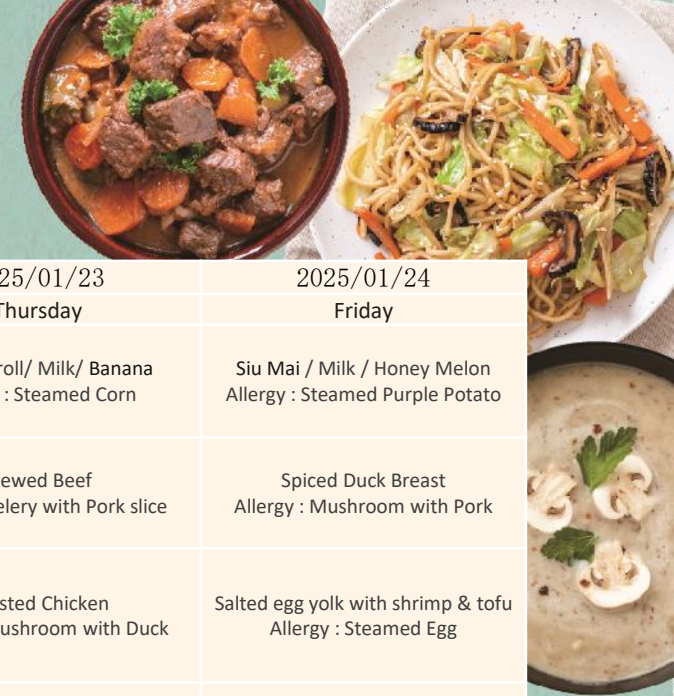 25/01/23
2025/01/24
Thursday
Friday
roll/ Milk/ Banana
: Steamed Corn
Siu Mai / Milk / Honey Melon
Allergy : Steamed Purple Potato
ewed Beef
elery with Pork slice
Spiced Duck Breast
Allergy : Mushroom with Pork
sted Chicken
ushroom with Duck
Salted egg yolk with shrimp & tofu
Allergy : Steamed Egg